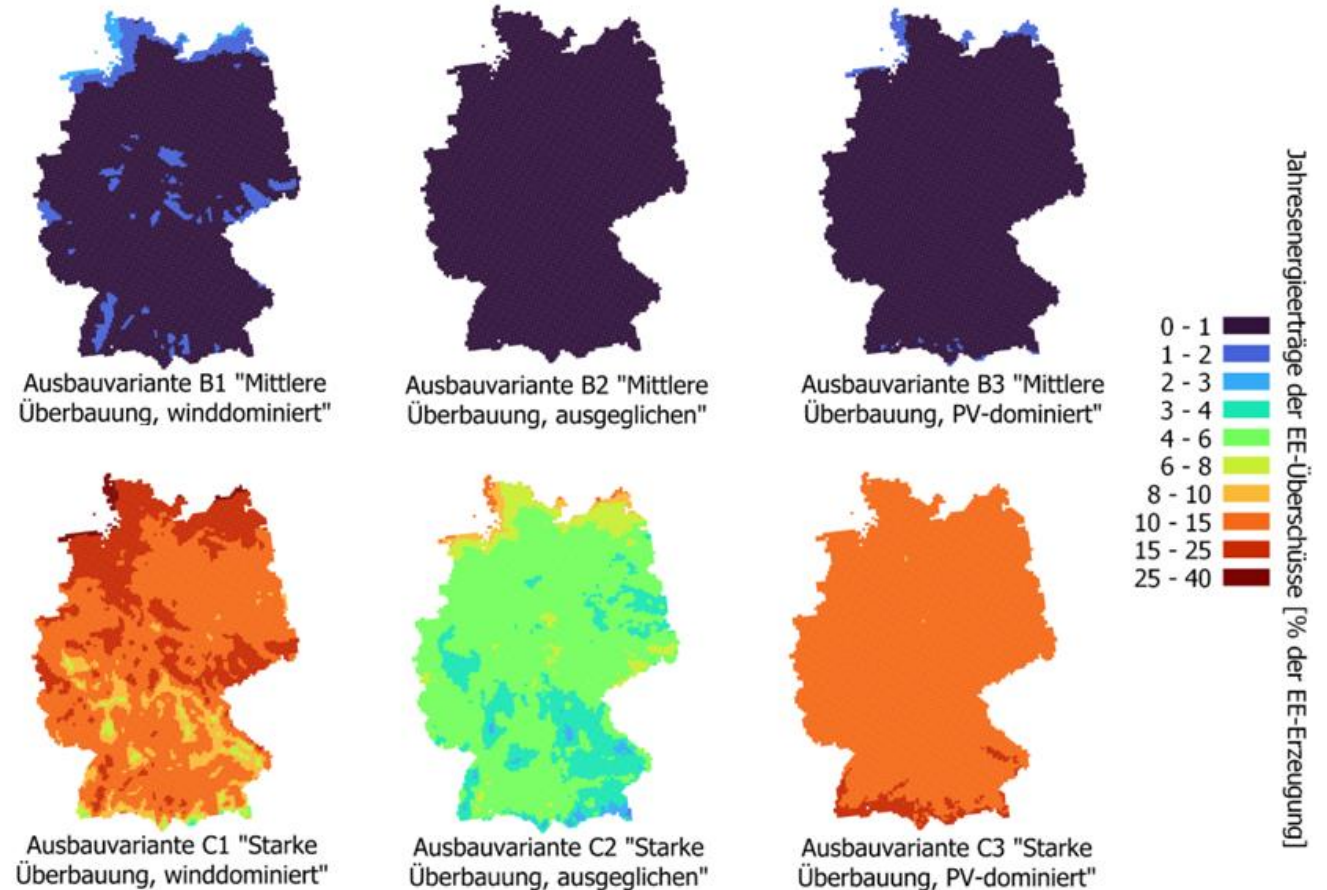 Ausbauvariante B1 "Mittlere
Überbauung, winddominiert"
Ausbauvariante B2 "Mittlere
Überbauung, ausgeglichen"
Ausbauvariante B3 "Mittlere
Überbauung, PV-dominiert"
Ausbauvariante C1 "Starke
Überbauung, winddominiert"
Ausbauvariante C2 "Starke
Überbauung, ausgeglichen"
Ausbauvariante C3 "Starke
Überbauung, PV-dominiert"
0 - 1
1 - 2
2 - 3
3 - 4
4 - 6
6 - 8
8 - 10
10 - 15
15 - 25
25 - 40
Jahresenergieerträge der EE-Überschüsse [% der EE-Erzeugung]